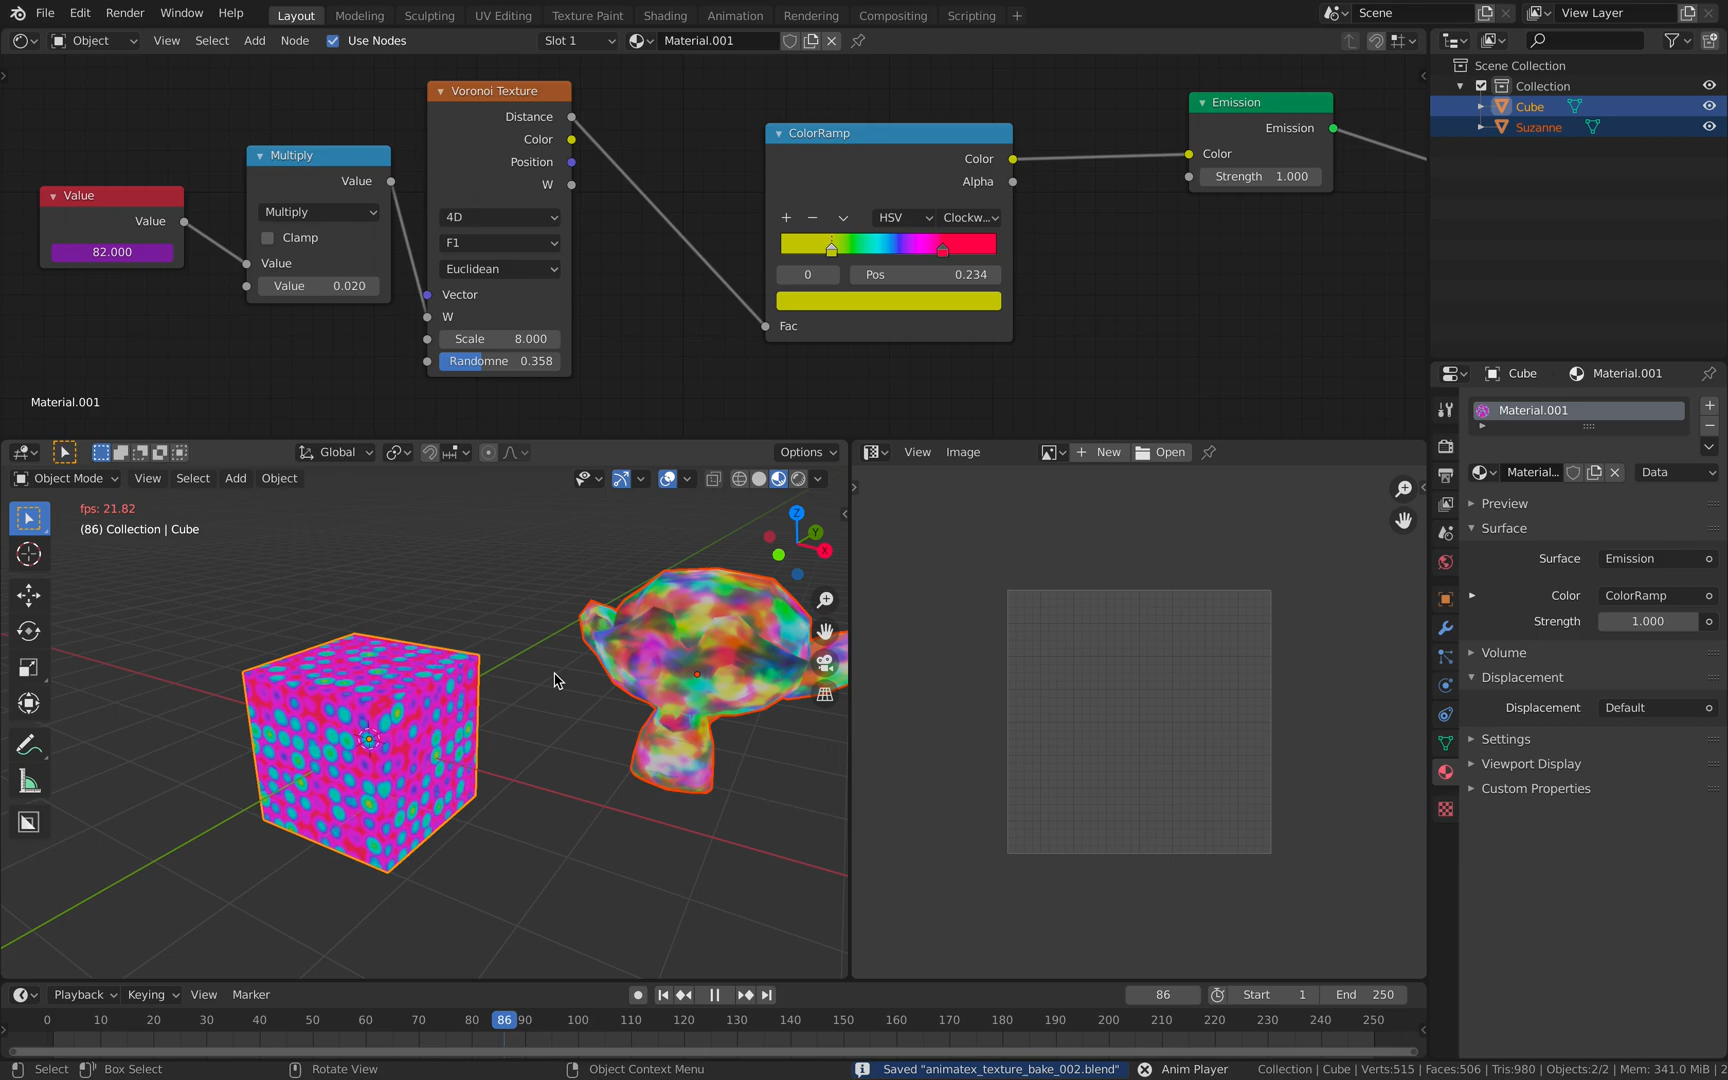 File Edit Render Window Help Layout Modeling Sculpting UV Editing Texture Paint Shading Animation Rendering Compositing Scripting + Scene View Layer
Object View Select Add Node Use Nodes Slot 1 Material.001
Scene Collection
Collection
Cube
Suzanne
Value
Value
82.000
Multiply
Value
Multiply
Clamp
Value
Value 0.020
Voronoi Texture
Distance
Color
Position
W
4D
F1
Euclidean
Vector
W
Scale 8.000
Randomne 0.358
ColorRamp
Color
Alpha
HSV Clockw...
0 Pos 0.234
Fac
Emission
Emission
Color
Strength 1.000
Material.001
Cube Material.001
Material.001
Material... Data
Preview
Surface
Surface Emission
Color ColorRamp
Strength 1.000
Volume
Displacement
Displacement Default
Settings
Viewport Display
Custom Properties
Global Options
Object Mode View Select Add Object
fps: 21.82
(86) Collection | Cube
Z
Y
X
View Image New Open
Playback Keying View Marker 86 Start 1 End 250
0 10 20 30 40 50 60 70 80 86 90 100 110 120 130 140 150 160 170 180 190 200 210 220 230 240 250
Select Box Select Rotate View Object Context Menu Saved "animatex_texture_bake_002.blend" Anim Player Collection | Cube | Verts:515 | Faces:506 | Tris:980 | Objects:2/2 | Mem: 341.0 MiB | 2